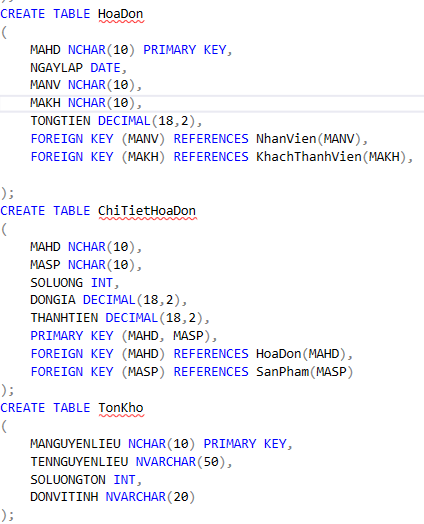 CREATE TABLE HoaDon
(
MAHD NCHAR(10) PRIMARY KEY,
NGAYLAP DATE,
MANV NCHAR(10),
MAKH NCHAR(10),
TONGTIEN DECIMAL(18,2),
FOREIGN KEY (MANV) REFERENCES NhanVien(MANV),
FOREIGN KEY (MAKH) REFERENCES KhachThanhVien(MAKH),
);
CREATE TABLE ChiTietHoaDon
(
MAHD NCHAR(10),
MASP NCHAR(10),
SOLUONG INT,
DONGIA DECIMAL(18,2),
THANHTIEN DECIMAL(18,2),
PRIMARY KEY (MAHD, MASP),
FOREIGN KEY (MAHD) REFERENCES HoaDon(MAHD),
FOREIGN KEY (MASP) REFERENCES SanPham(MASP)
);
CREATE TABLE TonKho
(
MANGUYENLIEU NCHAR(10) PRIMARY KEY,
TENNGUYENLIEU NVARCHAR(50),
SOLUONGTON INT,
DONVITINH NVARCHAR(20)
);